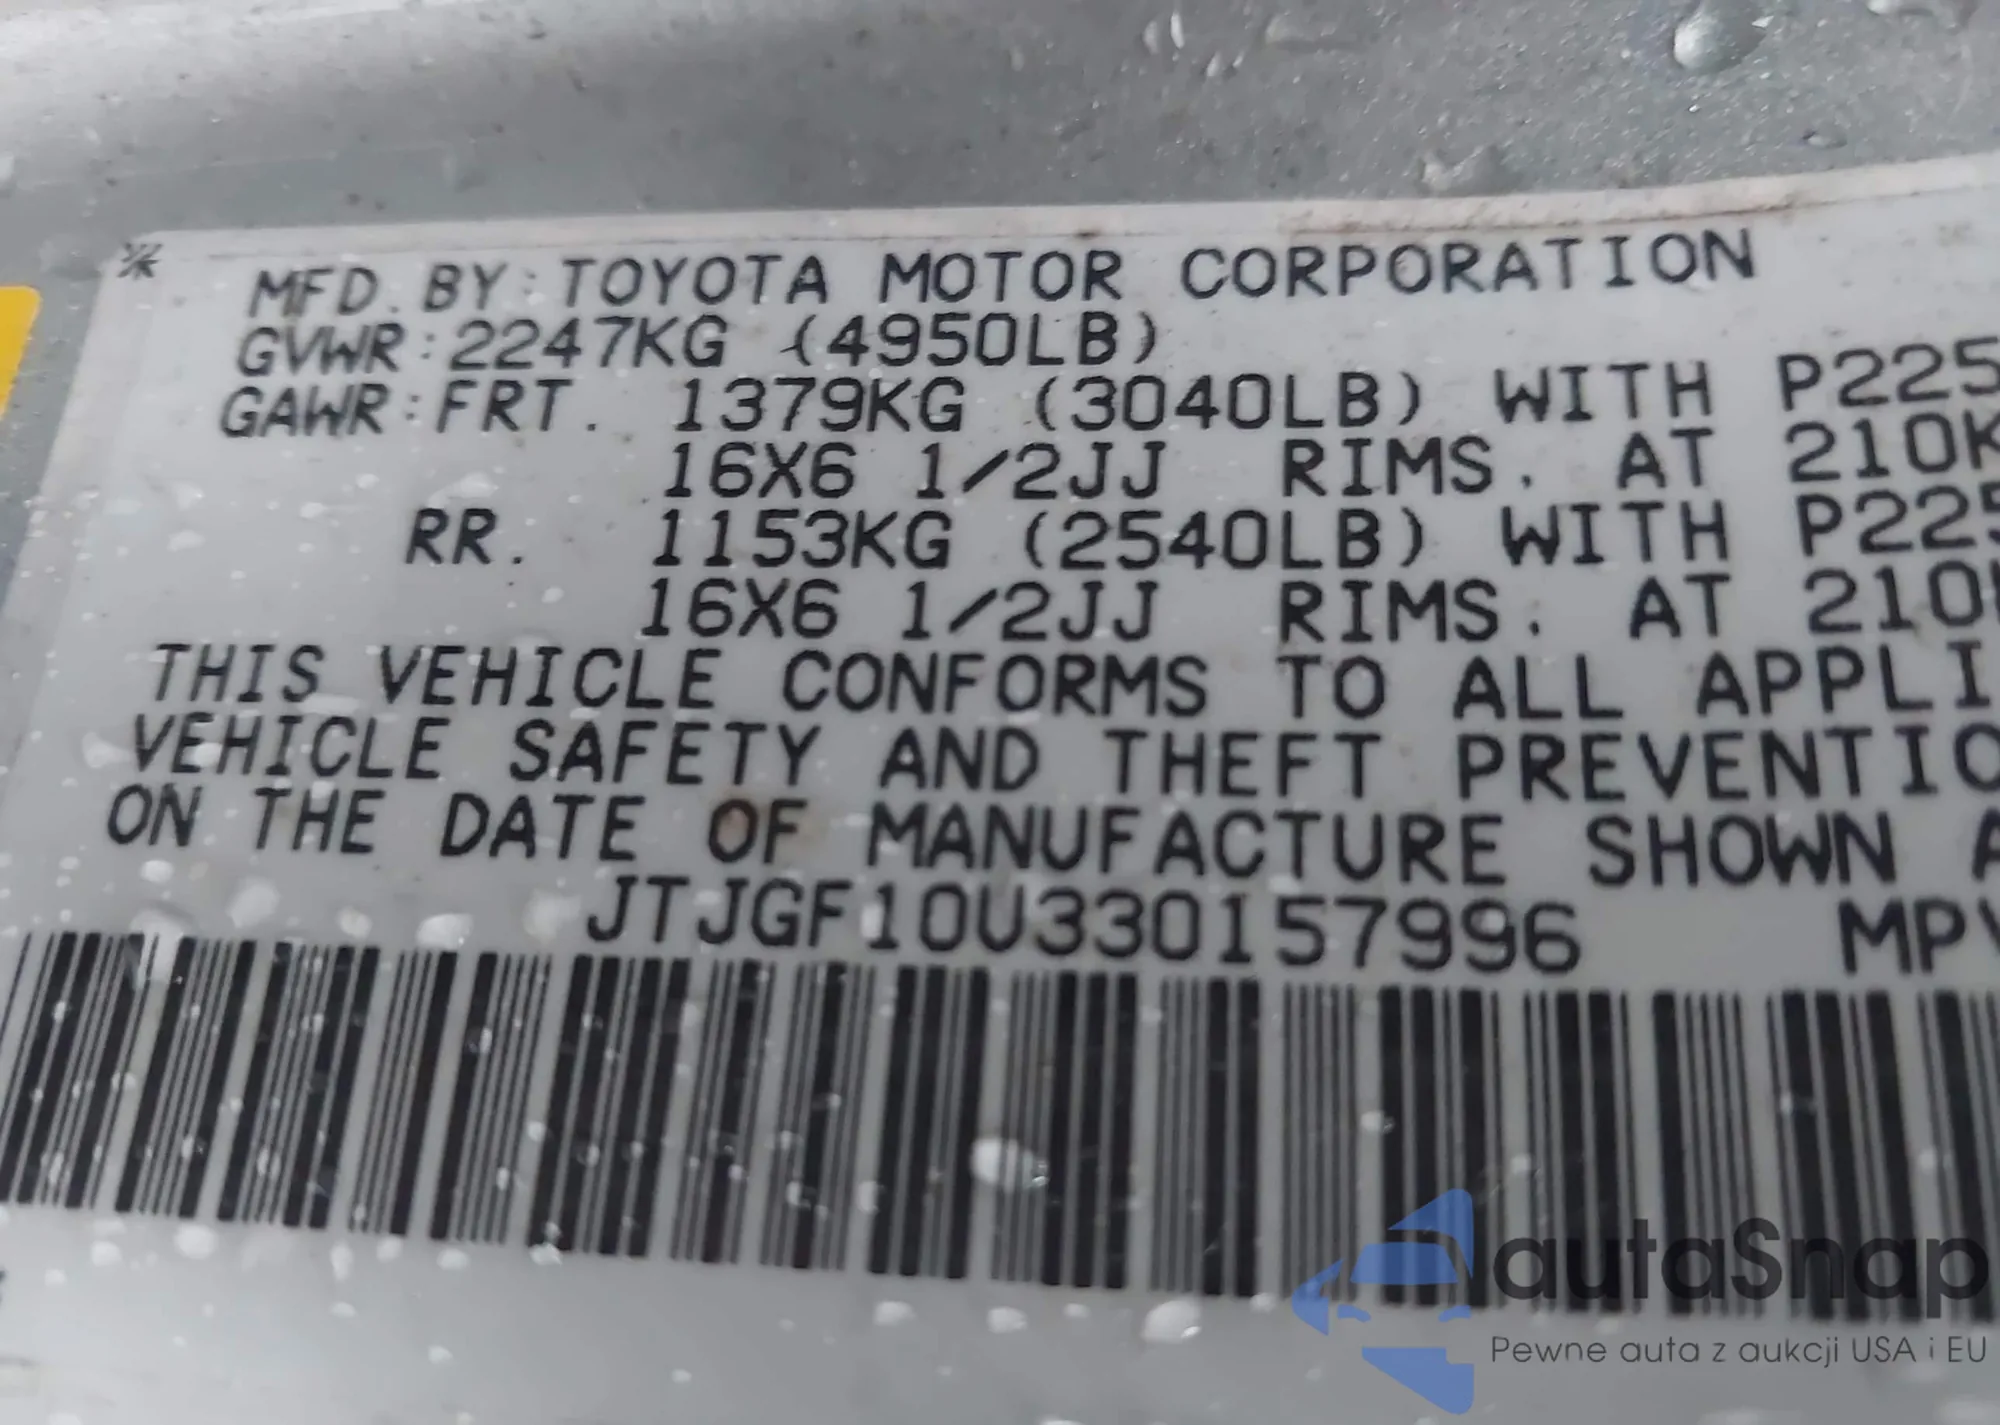 MFD. BY: TOYOTA MOTOR CORPORATION
GVWR: 2247KG (4950LB)
GAWR: FRT. 1379KG (3040LB) WITH P225
16X6 1/2JJ RIMS. AT 210K
RR. 1153KG (2540LB) WITH P225
16X6 1/2JJ RIMS. AT 210
THIS VEHICLE CONFORMS TO ALL APPLI
VEHICLE SAFETY AND THEFT PREVENTIO
ON THE DATE OF MANUFACTURE SHOWN A
JTJGF10U330157996 MPV
autaSnap
Pewne auta z aukcji USA i EU